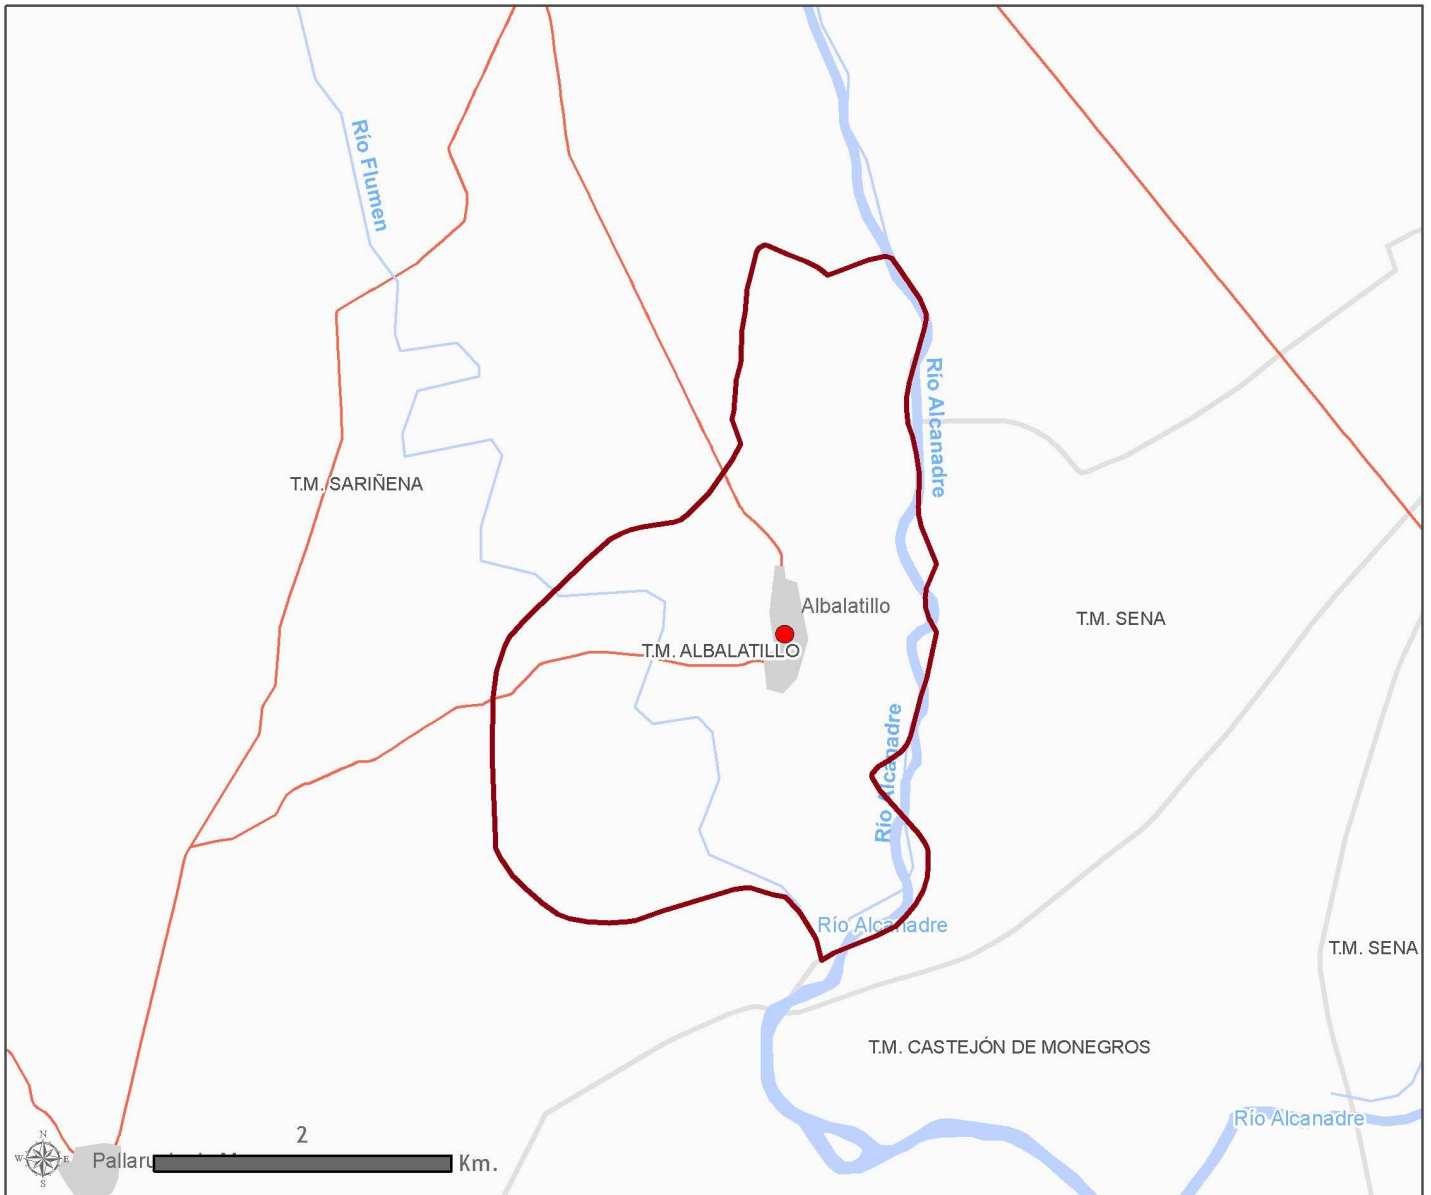 Río Flumen
Río Alcanadre
T.M. SARIÑENA
Albalatillo
T.M. SENA
T.M. ALBALATILLO
Río Alcanadre
Río Alcanadre
T.M. SENA
T.M. CASTEJÓN DE MONEGROS
Río Alcanadre
2
Km.
N
W E
S